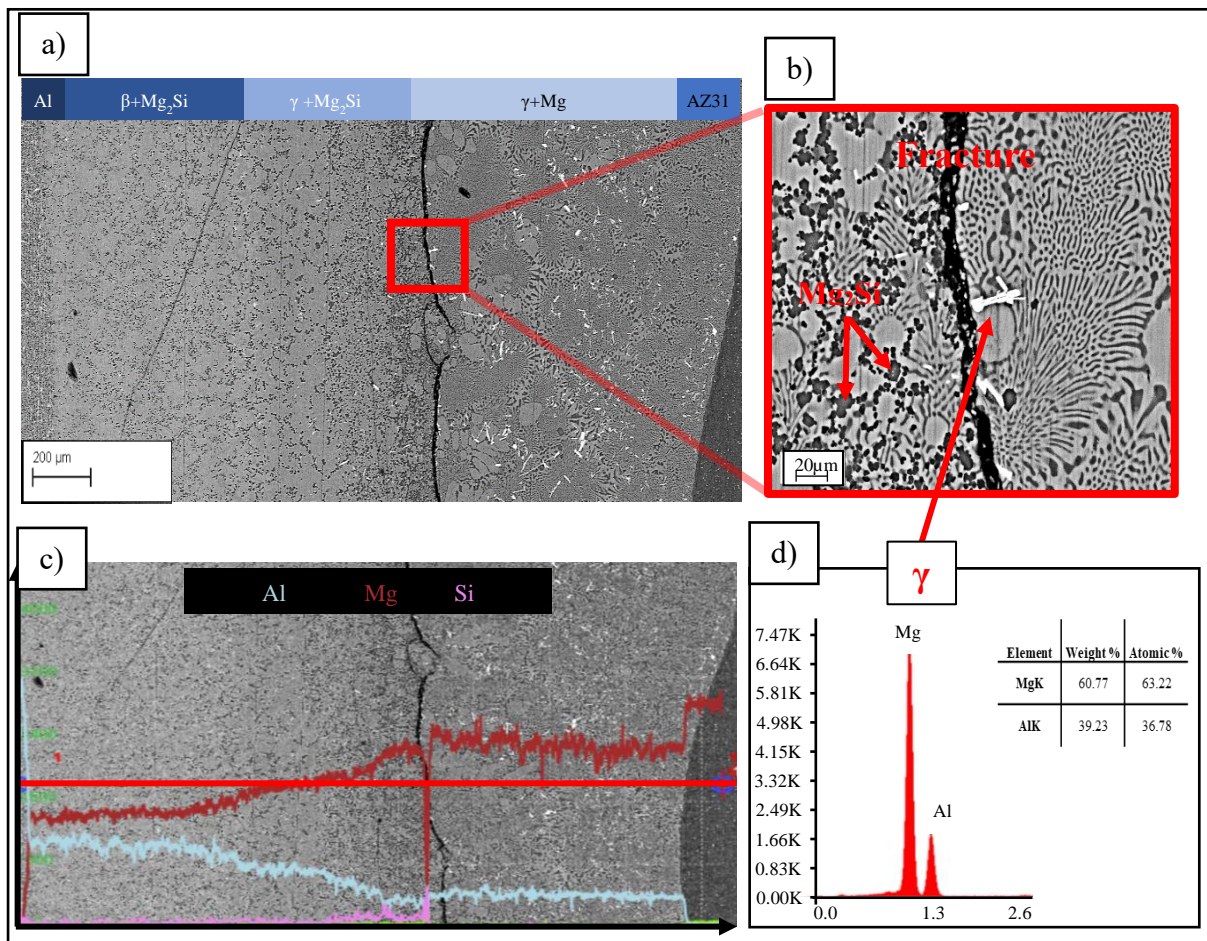 a)
Al β+Mg₂Si γ +Mg₂Si γ+Mg AZ31
200 µm
b)
Fracture
Mg₂Si
20µm
c)
Al Mg Si
1
d)
γ
7.47K
6.64K
5.81K
4.98K
4.15K
3.32K
2.49K
1.66K
0.83K
0.00K
Mg
Al
0.0 1.3 2.6
Element Weight % Atomic %
MgK 60.77 63.22
AlK 39.23 36.78